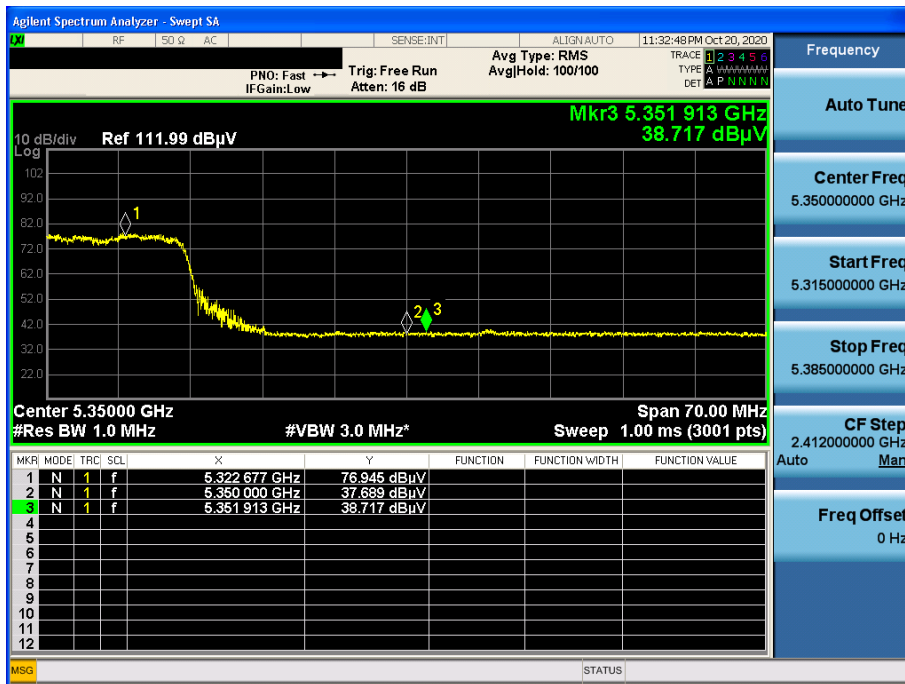 Agilent Spectrum Analyzer - Swept SA
LXI RF 50 Ω AC SENSE:INT ALIGN AUTO 11:32:48 PM Oct 20, 2020
PNO: Fast Trig: Free Run Avg Type: RMS TRACE 1 2 3 4 5 6
IFGain:Low Atten: 16 dB Avg|Hold: 100/100 TYPE A WWWWW
DET A P N N N N
Mkr3 5.351 913 GHz
38.717 dBµV
10 dB/div Ref 111.99 dBµV
Log
102
92.0
82.0
72.0
62.0
52.0
42.0
32.0
22.0
1
2
3
Center 5.35000 GHz Span 70.00 MHz
#Res BW 1.0 MHz #VBW 3.0 MHz* Sweep 1.00 ms (3001 pts)
MKR MODE TRC SCL X Y FUNCTION FUNCTION WIDTH FUNCTION VALUE
1 N 1 f 5.322 677 GHz 76.945 dBµV
2 N 1 f 5.350 000 GHz 37.689 dBµV
3 N 1 f 5.351 913 GHz 38.717 dBµV
4
5
6
7
8
9
10
11
12
MSG STATUS
Frequency
Auto Tune
Center Freq
5.350000000 GHz
Start Freq
5.315000000 GHz
Stop Freq
5.385000000 GHz
CF Step
2.412000000 GHz
Auto Man
Freq Offset
0 Hz